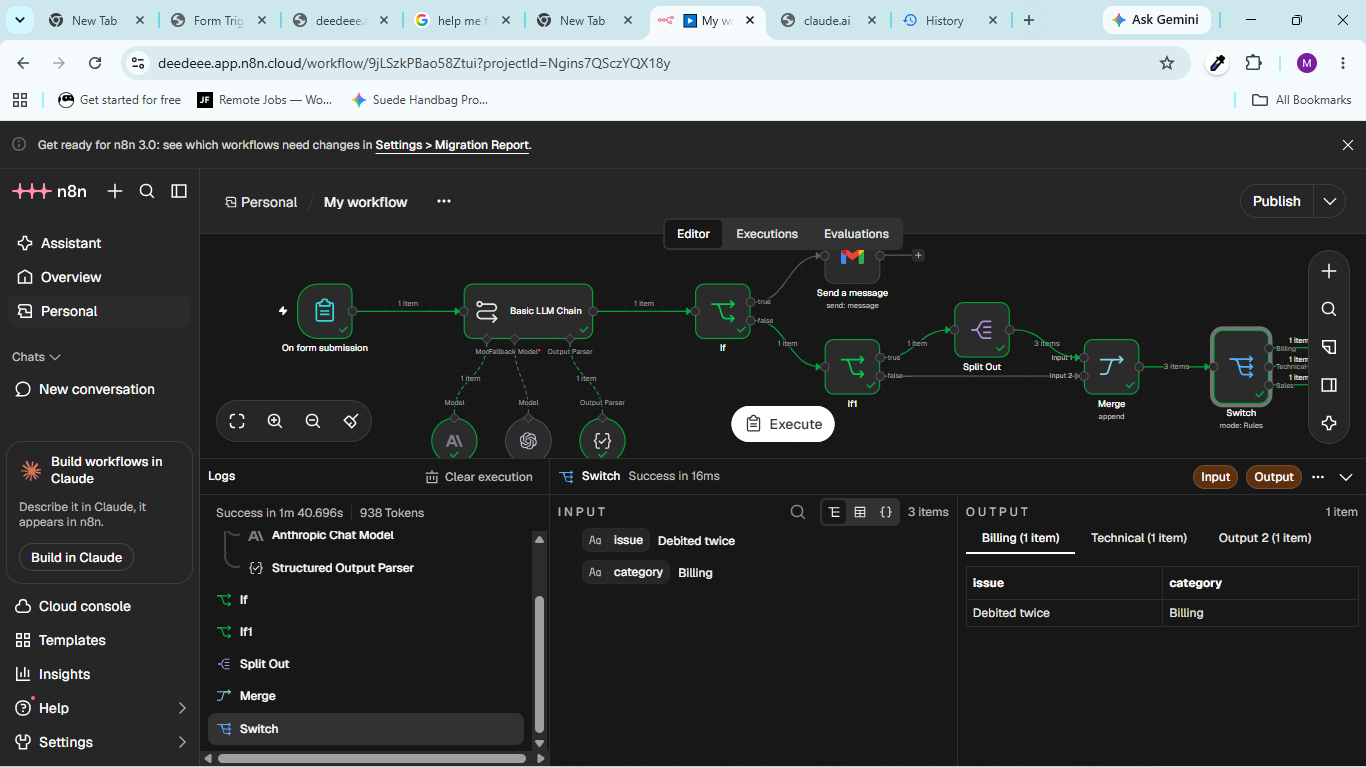 New Tab
Form Trig
deedeee.
help me f
New Tab
My wo
claude.ai
History
Ask Gemini
deedeee.app.n8n.cloud/workflow/9jLSzkPBao58Ztui?projectId=Ngins7QSczYQX18y
M
Get started for free
JF
Remote Jobs — Wo...
Suede Handbag Pro...
All Bookmarks
Get ready for n8n 3.0: see which workflows need changes in Settings > Migration Report.
n8n
Personal / My workflow
Publish
Editor
Executions
Evaluations
Assistant
Overview
Personal
Chats
New conversation
Build workflows in
Claude
Describe it in Claude, it
appears in n8n.
Build in Claude
Cloud console
Templates
Insights
Help
Settings
On form submission
1 item
Basic LLM Chain
Fallback Model*
Output Parser
1 item
1 item
Model
Model
Output Parser
1 item
If
true
false
Send a message
send: message
1 item
If1
true
false
1 item
Split Out
3 items
Input 1
Input 2
Merge
append
3 items
Switch
mode: Rules
1 item
Billing
1 item
Technical
1 item
Sales
Execute
Logs
Clear execution
Success in 1m 40.696s
938 Tokens
Anthropic Chat Model
Structured Output Parser
If
If1
Split Out
Merge
Switch
Switch
Success in 16ms
Input
Output
INPUT
3 items
Aa issue Debited twice
Aa category Billing
OUTPUT
1 item
Billing (1 item)
Technical (1 item)
Output 2 (1 item)
issue category
Debited twice Billing